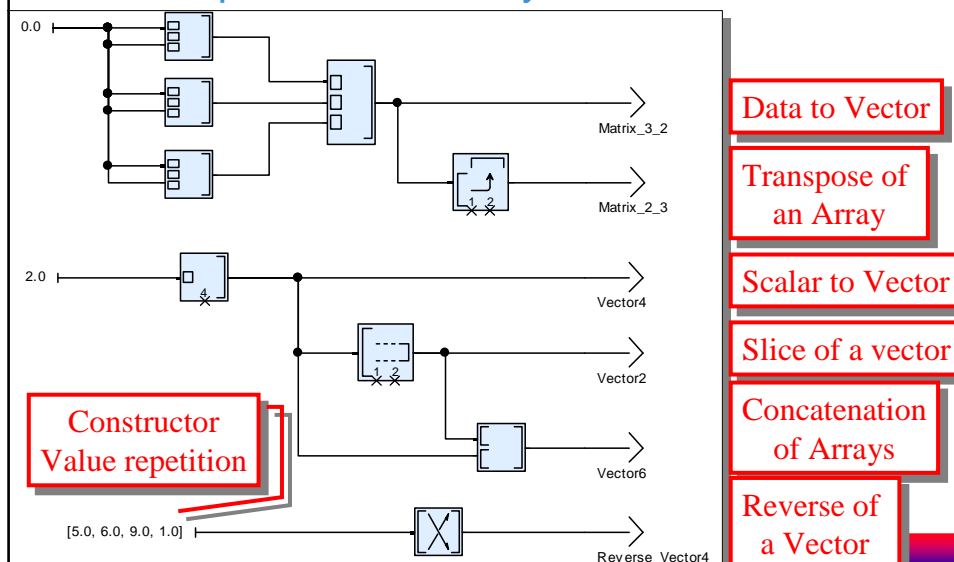 0.0
Matrix_3_2
Data to Vector
1 2
Matrix_2_3
Transpose of
an Array
2.0
4
Vector4
Scalar to Vector
1 2
Vector2
Slice of a vector
Constructor
Value repetition
Vector6
Concatenation
of Arrays
[5.0, 6.0, 9.0, 1.0]
Reverse_Vector4
Reverse of
a Vector